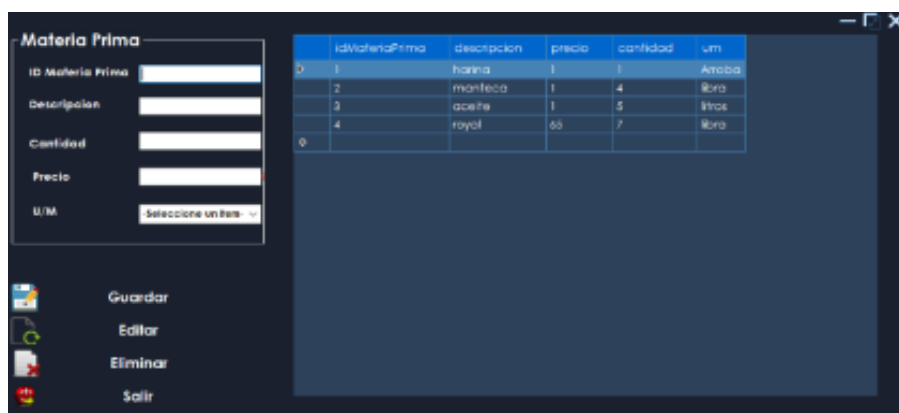 Materia Prima
ID Materia Prima
Descripcion
Cantidad
Precio
U/M
-Seleccione un Item-
Guardar
Editar
Eliminar
Salir
idMateriaPrima descripcion precio cantidad um
1 harina 1 1 Arroba
2 manteca 1 4 libra
3 aceite 1 5 litros
4 royal 65 7 libra